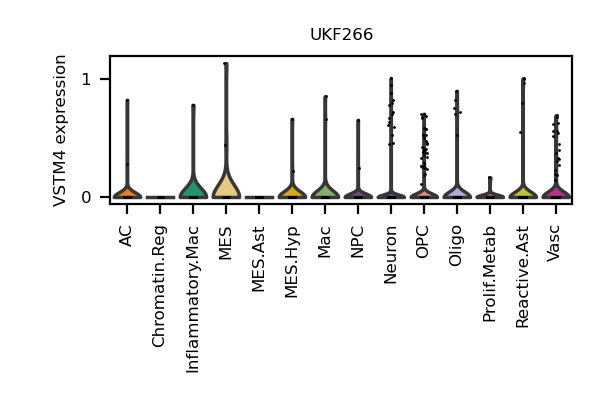 UKF266
VSTM4 expression
1
0
AC
Chromatin.Reg
Inflammatory.Mac
MES
MES.Ast
MES.Hyp
Mac
NPC
Neuron
OPC
Oligo
Prolif.Metab
Reactive.Ast
Vasc